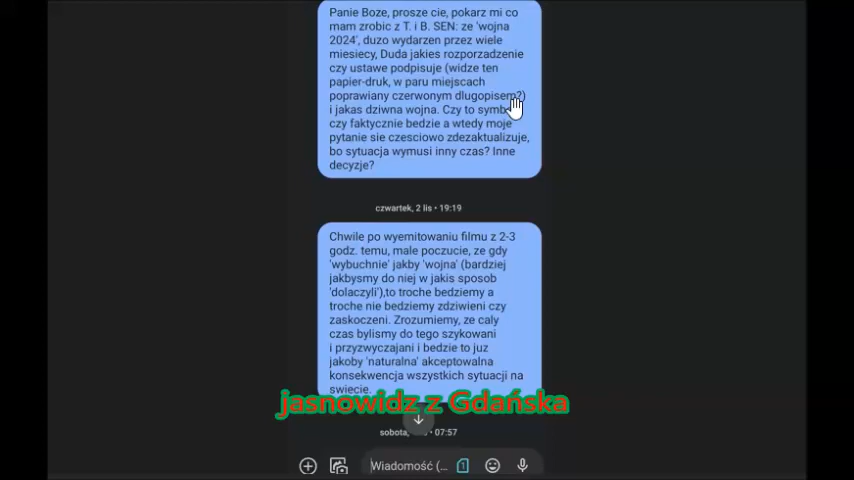 Panie Boze, prosze cie, pokarz mi co
mam zrobic z T. i B. SEN: ze 'wojna
2024', duzo wydarzen przez wiele
miesiecy, Duda jakies rozporzadzenie
czy ustawe podpisuje (widze ten
papier-druk, w paru miejscach
poprawiany czerwonym dlugopisem?)
i jakas dziwna wojna. Czy to
czy faktycznie bedzie a wtedy moje
pytanie sie czesciowo zdezaktualizuje,
bo sytuacja wymusi inny czas? Inne
decyzje?
czwartek, 2 lis • 19:19
Chwile po wyemitowaniu filmu z 2-3
godz. temu, male poczucie, ze gdy
'wybuchnie' jakby 'wojna' (bardziej
jakbysmy do niej w jakis sposob
'dolaczyli'),to troche bedziemy a
troche nie bedziemy zdziwieni czy
zaskoczeni. Zrozumiemy, ze caly
czas bylismy do tego szykowani
i przyzwyczajani i bedzie to juz
jakoby 'naturalna' akceptowalna
konsekwencja wszystkich sytuacji na
swiecie.
jasnowidz z Gdańska
sobota, • 07:57
Wiadomość (...
1